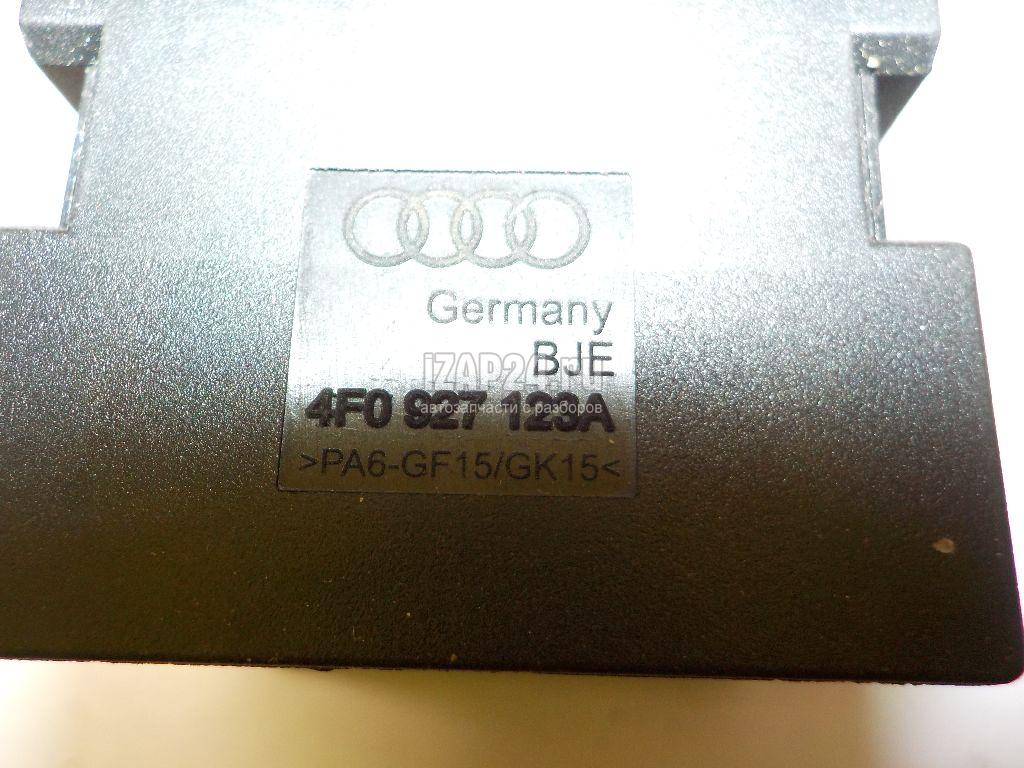 Germany
BJE
iZAP24.ru
4F0 927 123A
автозапчасти с разборов
>PA6-GF15/GK15<